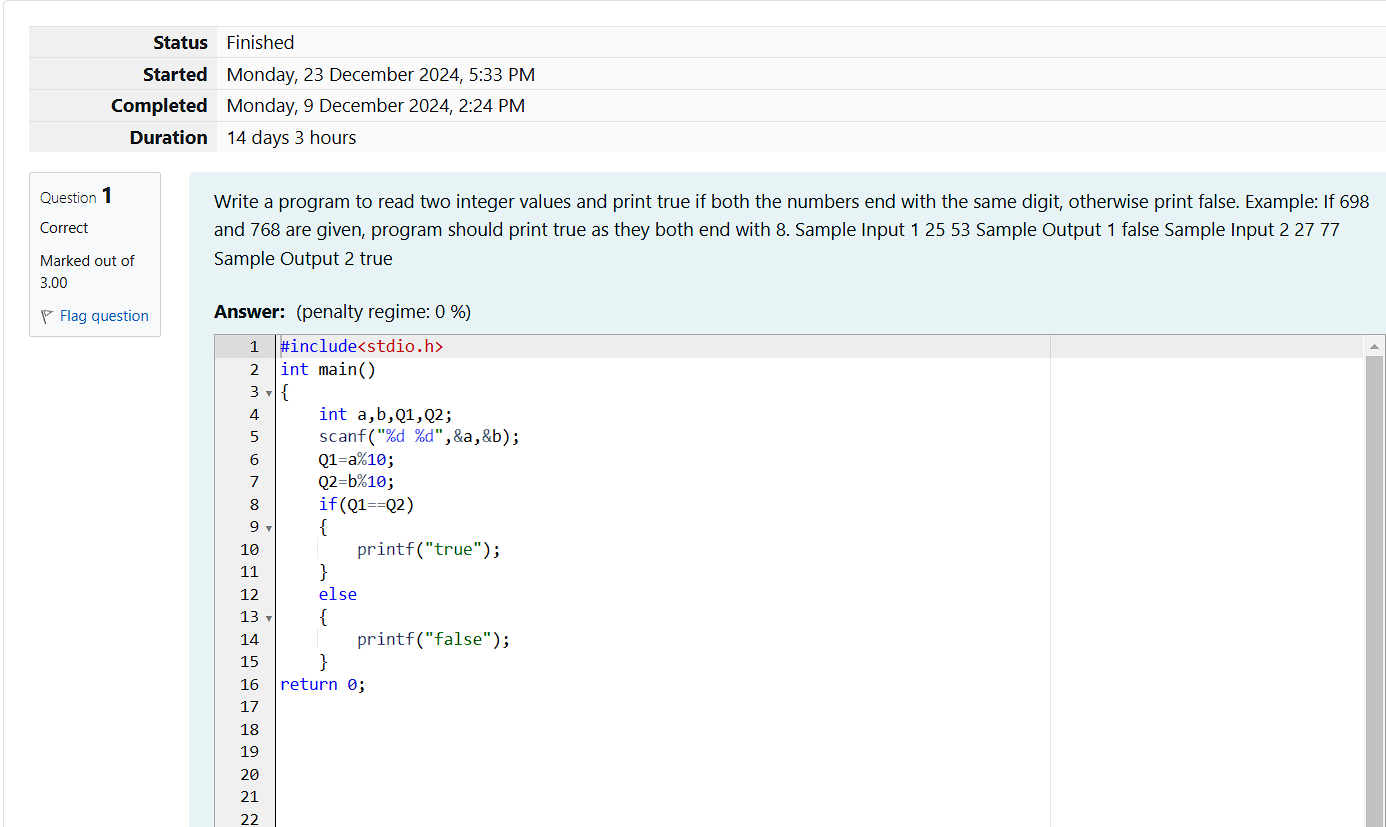 Status Finished
Started Monday, 23 December 2024, 5:33 PM
Completed Monday, 9 December 2024, 2:24 PM
Duration 14 days 3 hours
Question 1
Correct
Marked out of
3.00
Flag question
Write a program to read two integer values and print true if both the numbers end with the same digit, otherwise print false. Example: If 698
and 768 are given, program should print true as they both end with 8. Sample Input 1 25 53 Sample Output 1 false Sample Input 2 27 77
Sample Output 2 true
Answer: (penalty regime: 0 %)
1 #include<stdio.h>
2 int main()
3 {
4     int a,b,Q1,Q2;
5     scanf("%d %d",&a,&b);
6     Q1=a%10;
7     Q2=b%10;
8     if(Q1==Q2)
9     {
10         printf("true");
11     }
12     else
13     {
14         printf("false");
15     }
16 return 0;
17
18
19
20
21
22